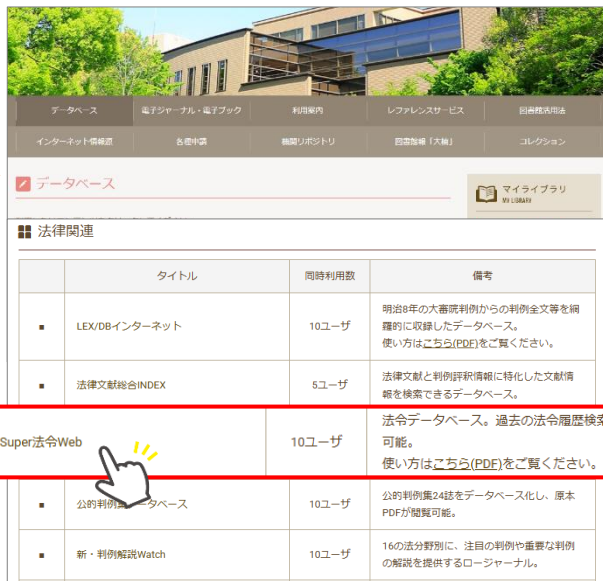 データベース
電子ジャーナル・電子ブック
利用案内
レファレンスサービス
図書館活用法
インターネット情報源
各種申請
機関リポジトリ
図書館報「大楠」
コレクション
データベース
マイライブラリ
MY LIBRARY
法律関連
タイトル
同時利用数
備考
LEX/DBインターネット
10ユーザ
明治8年の大審院判例からの判例全文等を網
羅的に収録したデータベース。
使い方はこちら(PDF)をご覧ください。
法律文献総合INDEX
5ユーザ
法律文献と判例評釈情報に特化した文献情
報を検索できるデータベース。
Super法令Web
10ユーザ
法令データベース。過去の法令履歴検索
可能。
使い方はこちら(PDF)をご覧ください。
公的判例集データベース
10ユーザ
公的判例集24誌をデータベース化し、原本
PDFが閲覧可能。
新・判例解説Watch
10ユーザ
16の法分野別に、注目の判例や重要な判例
の解説を提供するロージャーナル。